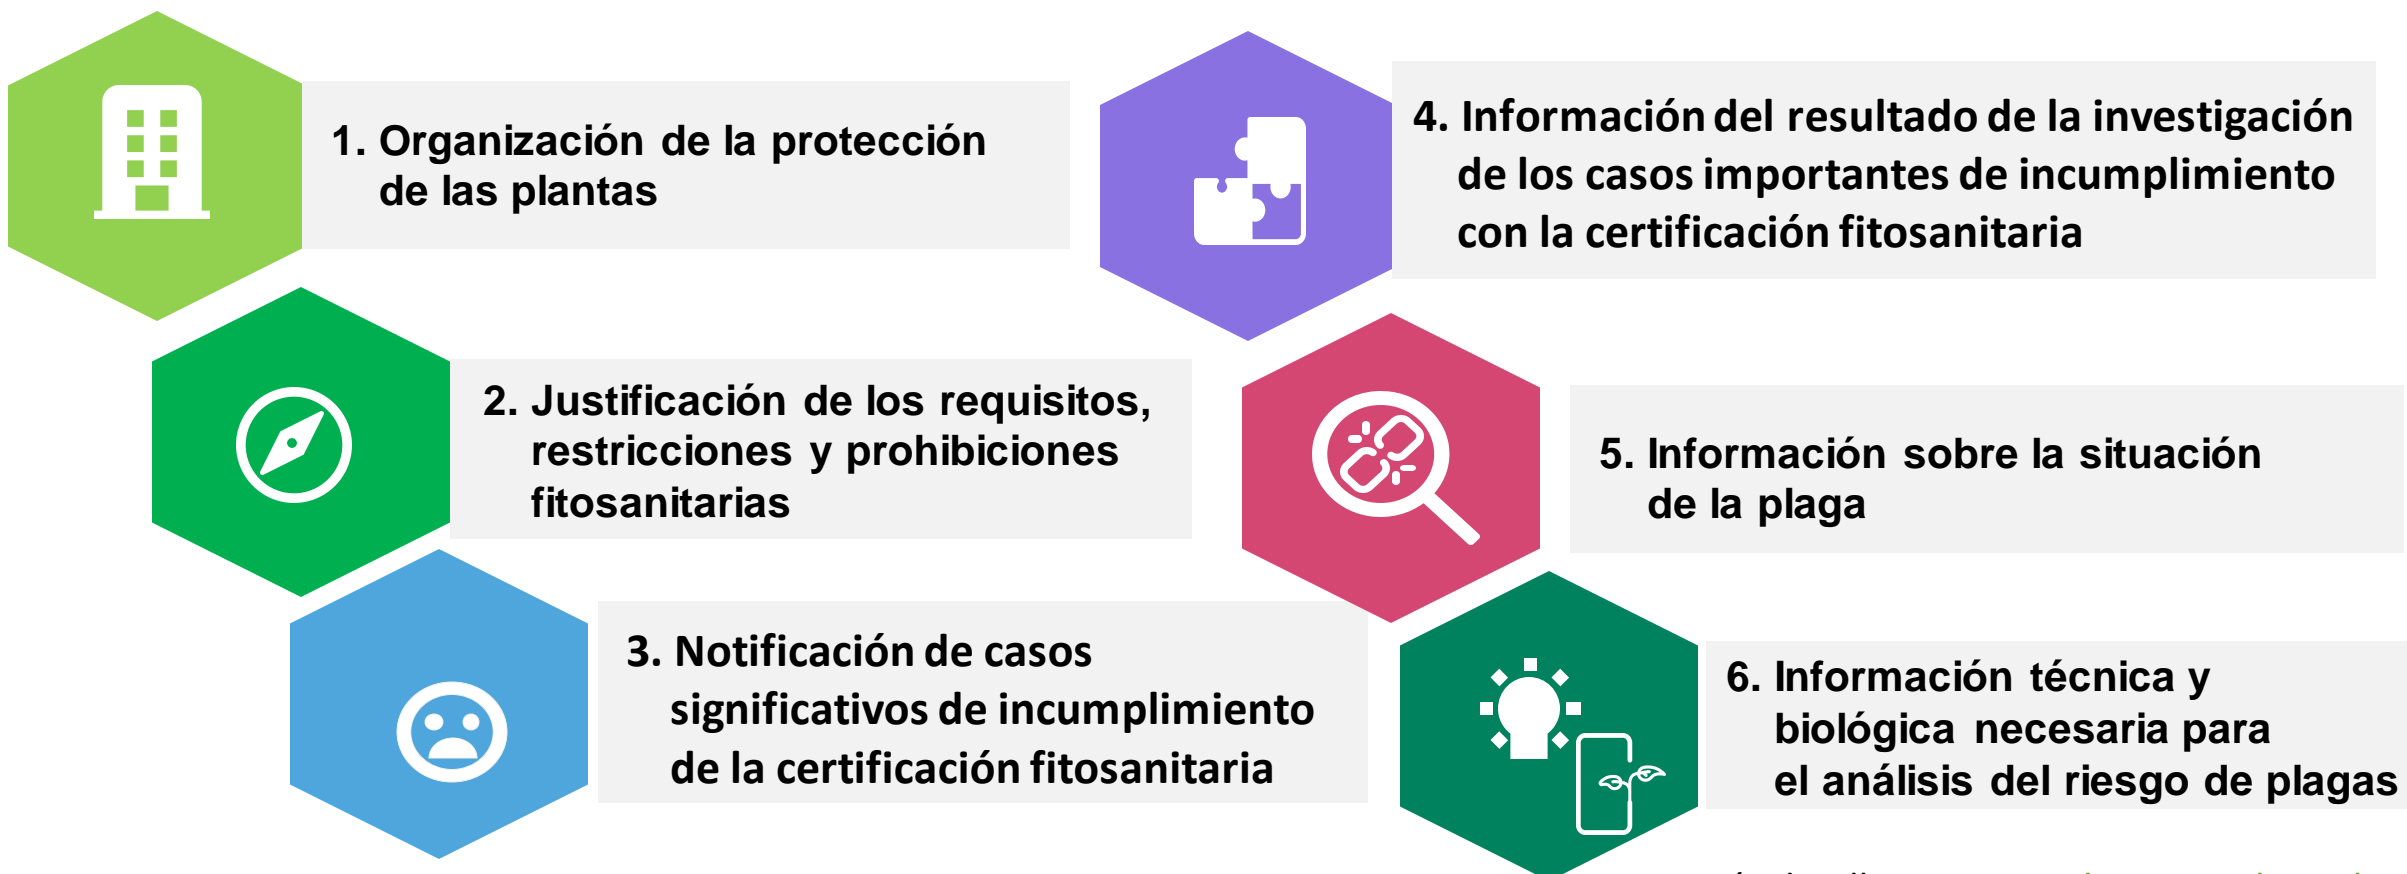 1. Organización de la protección
de las plantas
2. Justificación de los requisitos,
restricciones y prohibiciones
fitosanitarias
3. Notificación de casos
significativos de incumplimiento
de la certificación fitosanitaria
4. Información del resultado de la investigación
de los casos importantes de incumplimiento
con la certificación fitosanitaria
5. Información sobre la situación
de la plaga
6. Información técnica y
biológica necesaria para
el análisis del riesgo de plagas